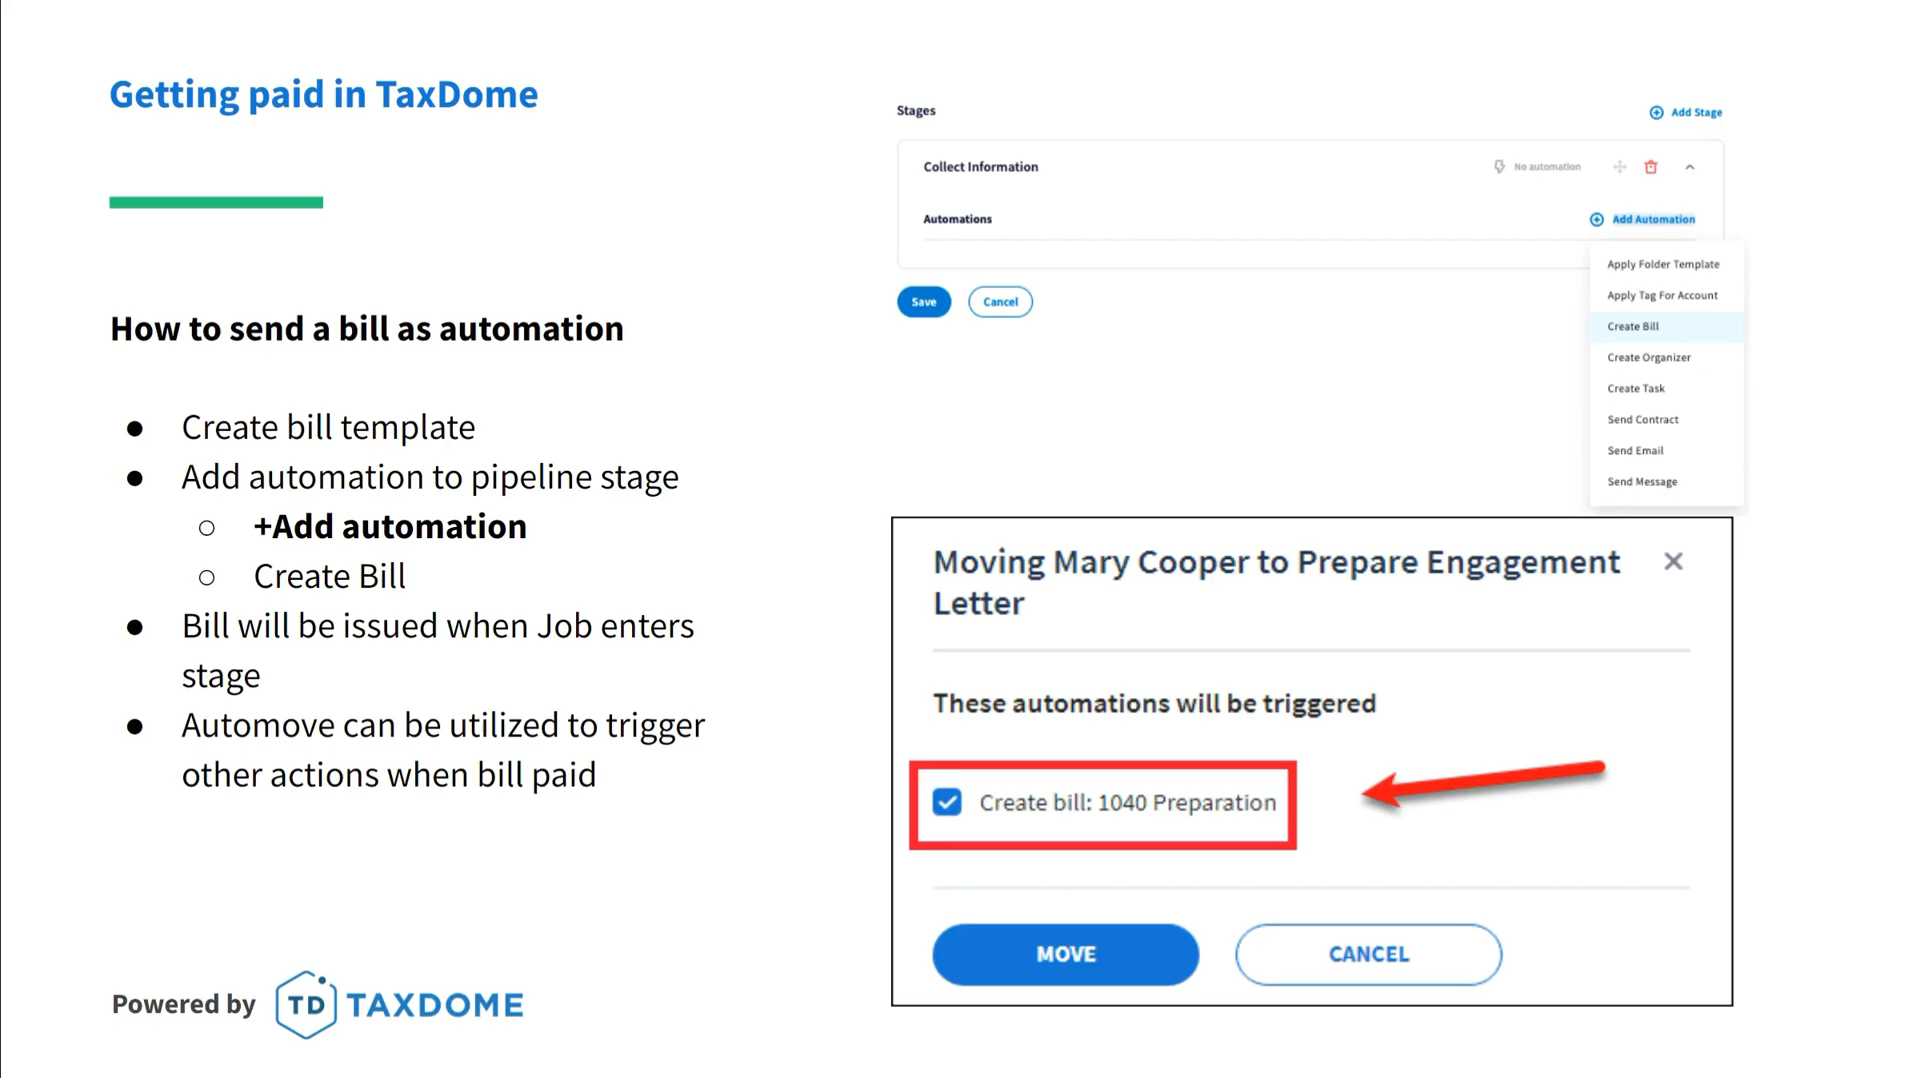 Getting paid in TaxDome
How to send a bill as automation
● Create bill template
● Add automation to pipeline stage
○ +Add automation
○ Create Bill
● Bill will be issued when Job enters
stage
● Automove can be utilized to trigger
other actions when bill paid
Powered by TD TAXDOME
Stages
Add Stage
Collect Information
No automation
Automations
Add Automation
Apply Folder Template
Apply Tag For Account
Create Bill
Create Organizer
Create Task
Send Contract
Send Email
Send Message
Save
Cancel
Moving Mary Cooper to Prepare Engagement
Letter
These automations will be triggered
Create bill: 1040 Preparation
MOVE
CANCEL